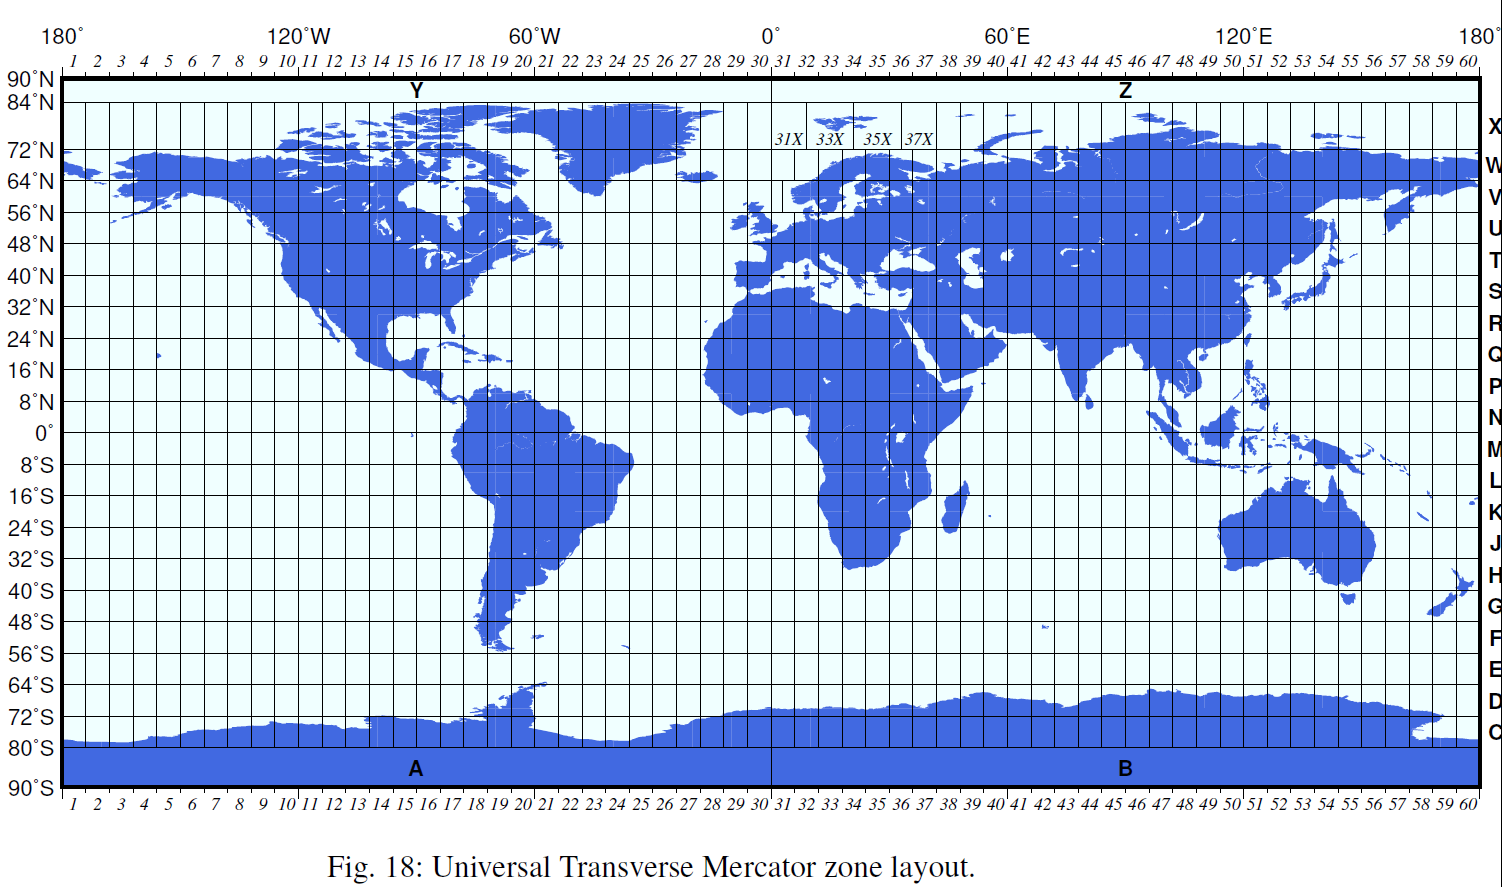 180˚ 120˚W 60˚W 0˚ 60˚E 120˚E 180˚
1 2 3 4 5 6 7 8 9 10 11 12 13 14 15 16 17 18 19 20 21 22 23 24 25 26 27 28 29 30 31 32 33 34 35 36 37 38 39 40 41 42 43 44 45 46 47 48 49 50 51 52 53 54 55 56 57 58 59 60
90˚N Y Z
84˚N
X
31X 33X 35X 37X
72˚N
W
64˚N
V
56˚N
U
48˚N
T
40˚N
S
32˚N
R
24˚N
Q
16˚N
P
8˚N
N
0˚
M
8˚S
L
16˚S
K
24˚S
J
32˚S
H
40˚S
G
48˚S
F
56˚S
E
64˚S
D
72˚S
C
80˚S
A B
90˚S
1 2 3 4 5 6 7 8 9 10 11 12 13 14 15 16 17 18 19 20 21 22 23 24 25 26 27 28 29 30 31 32 33 34 35 36 37 38 39 40 41 42 43 44 45 46 47 48 49 50 51 52 53 54 55 56 57 58 59 60
Fig. 18: Universal Transverse Mercator zone layout.